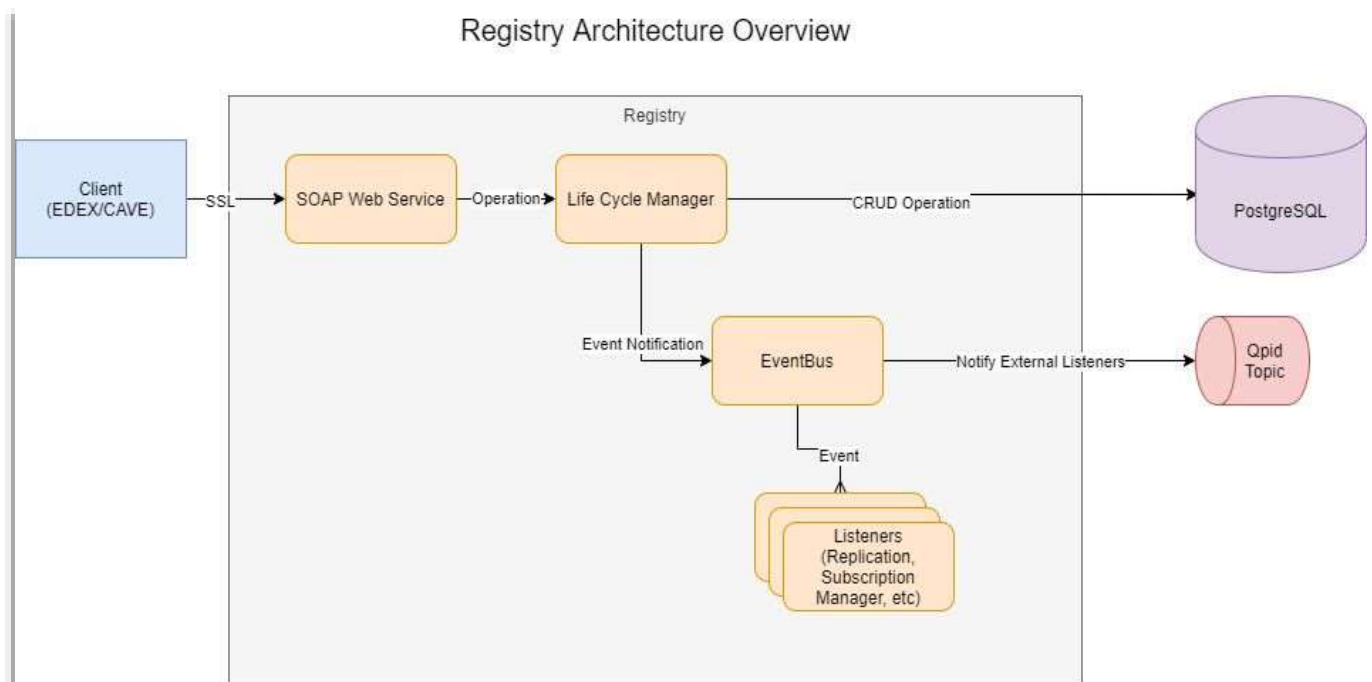 Registry Architecture Overview
Registry
Client
(EDEX/CAVE)
SSL
SOAP Web Service
Operation
Life Cycle Manager
CRUD Operation
PostgreSQL
Event Notification
EventBus
Notify External Listeners
Qpid
Topic
Event
Listeners
(Replication,
Subscription
Manager, etc)